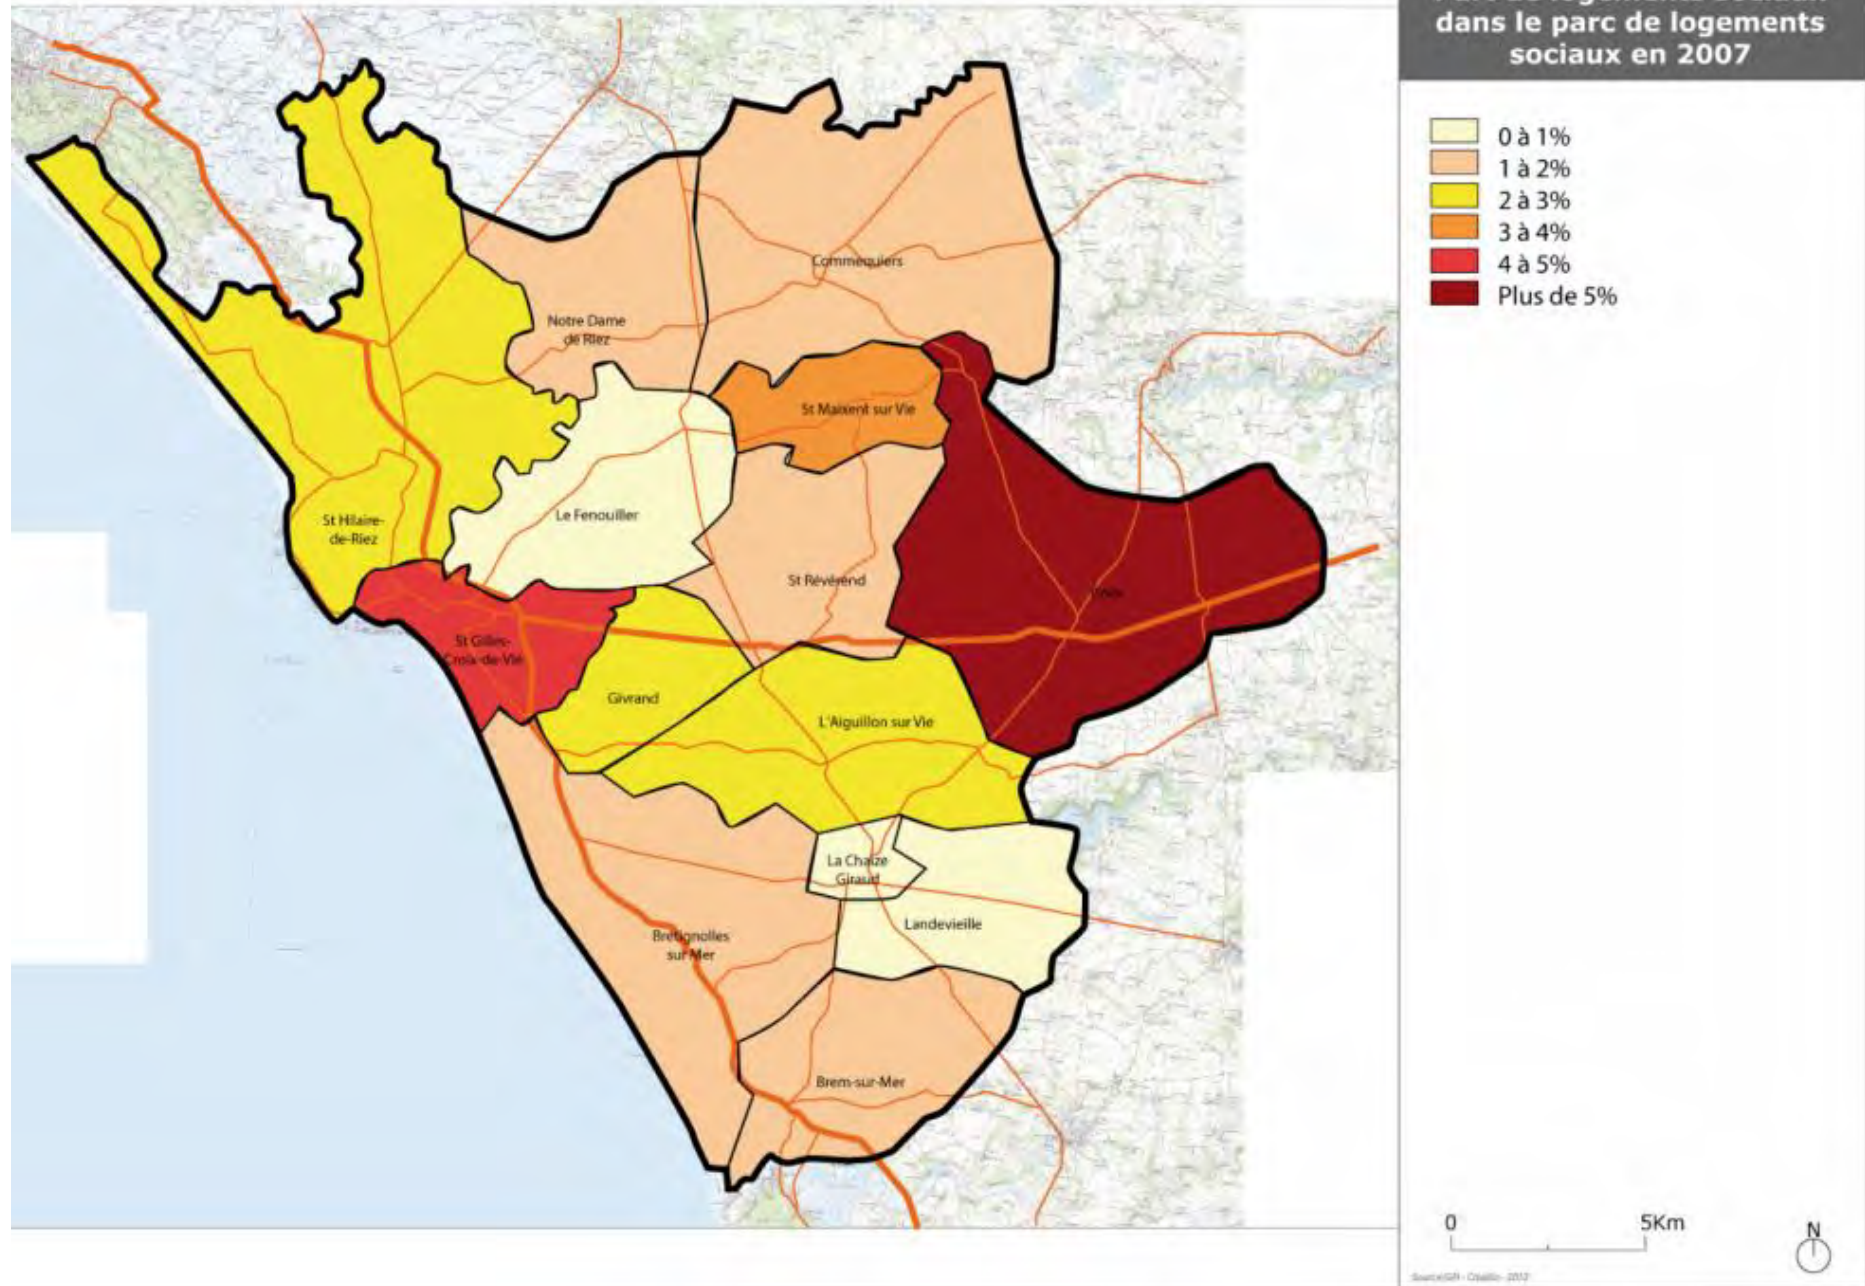 dans le parc de logements
sociaux en 2007
0 à 1%
1 à 2%
2 à 3%
3 à 4%
4 à 5%
Plus de 5%
Commequiers
Notre Dame
de Riez
St Maixent sur Vie
Le Fenouiller
St Hilaire-
de-Riez
St Révérend
St Gilles-
Croix-de-Vie
Givrand
L'Aiguillon sur Vie
La Chaize
Giraud
Landevieille
Bretignolles
sur Mer
Brem-sur-Mer
0
5Km
N